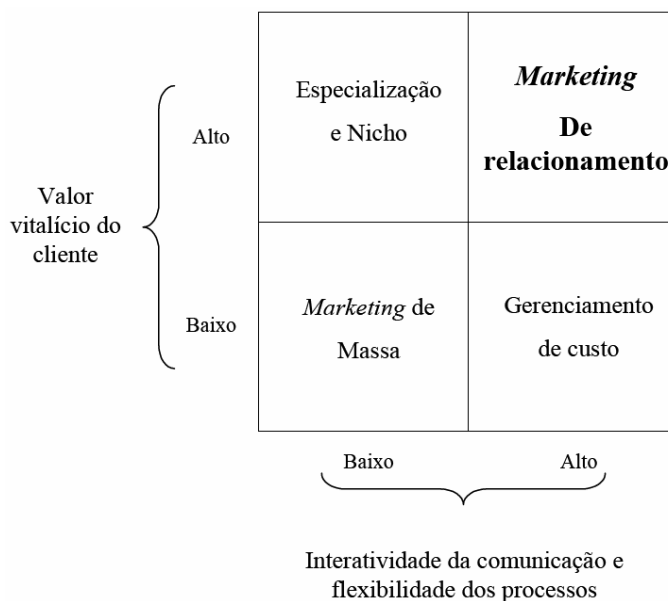 Especialização
e Nicho
Marketing
De
relacionamento
Alto
Valor
vitalício do
cliente
Baixo
Marketing de
Massa
Gerenciamento
de custo
Baixo
Alto
Interatividade da comunicação e
flexibilidade dos processos